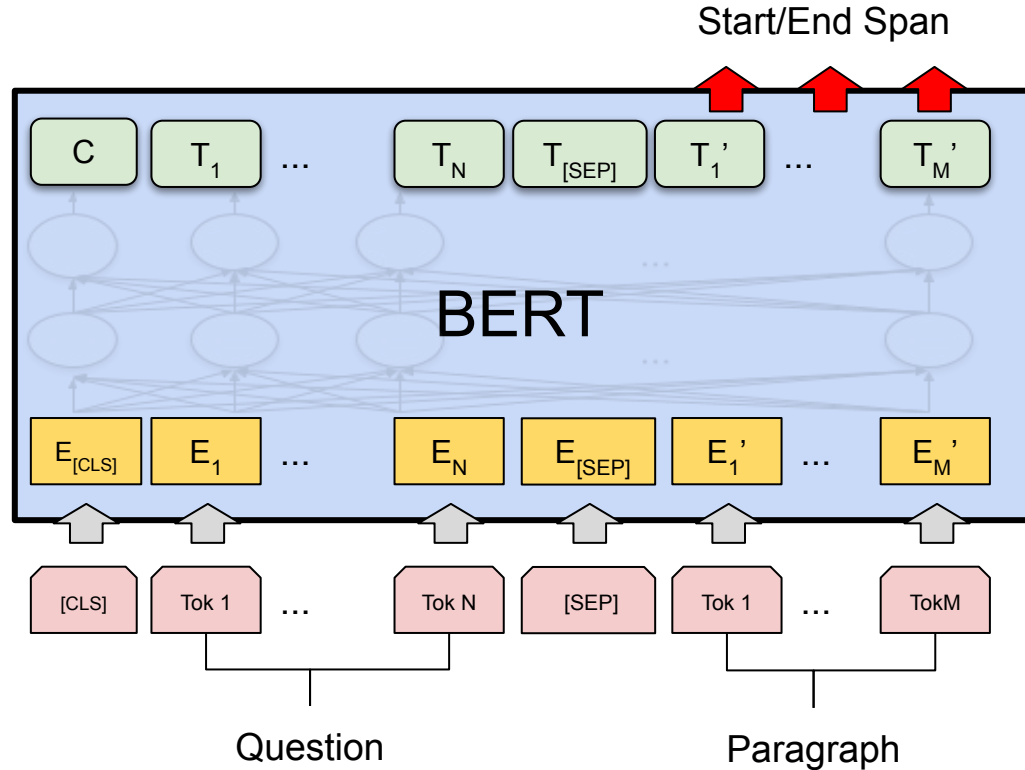 Start/End Span
C T1 ... TN T[SEP] T1’ ... TM’
...
BERT
...
E[CLS] E1 ... EN E[SEP] E1’ ... EM’
[CLS] Tok 1 ... Tok N [SEP] Tok 1 ... TokM
Question Paragraph